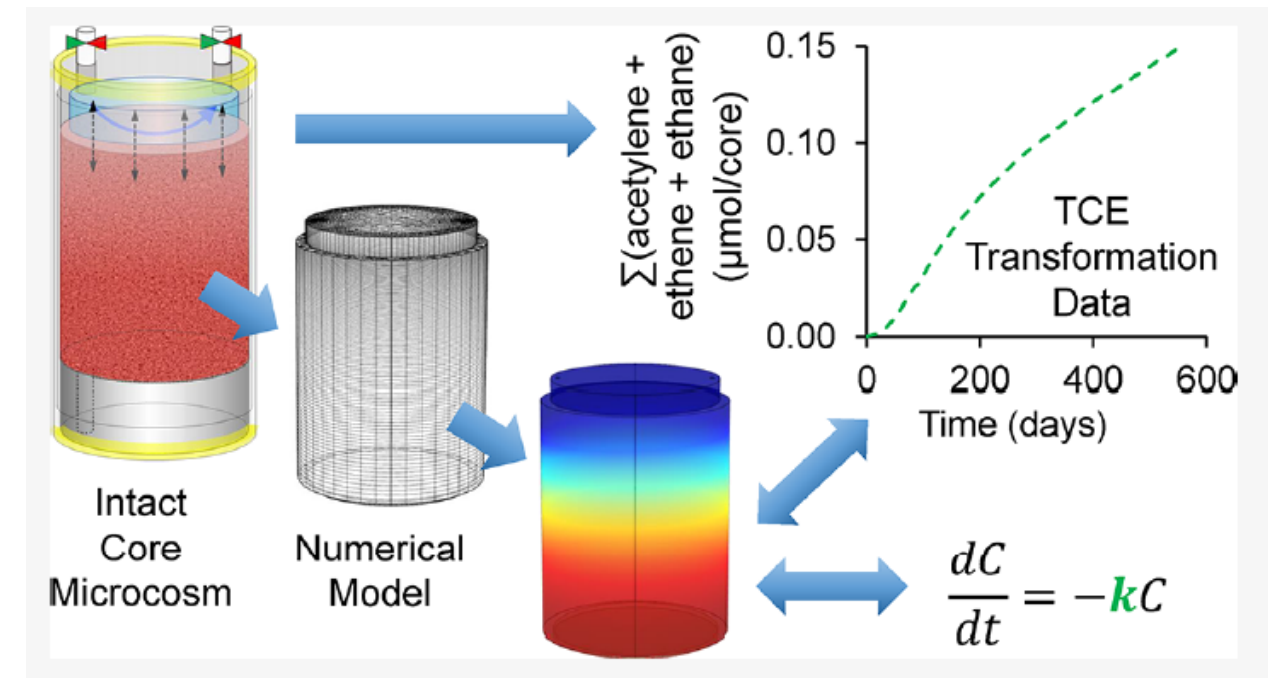 ∑(acetylene +
ethene + ethane)
(μmol/core)
0.15
0.10
0.05
0.00
0 200 400 600
Time (days)
TCE
Transformation
Data
Intact
Core
Microcosm
Numerical
Model
dC/dt = −kC